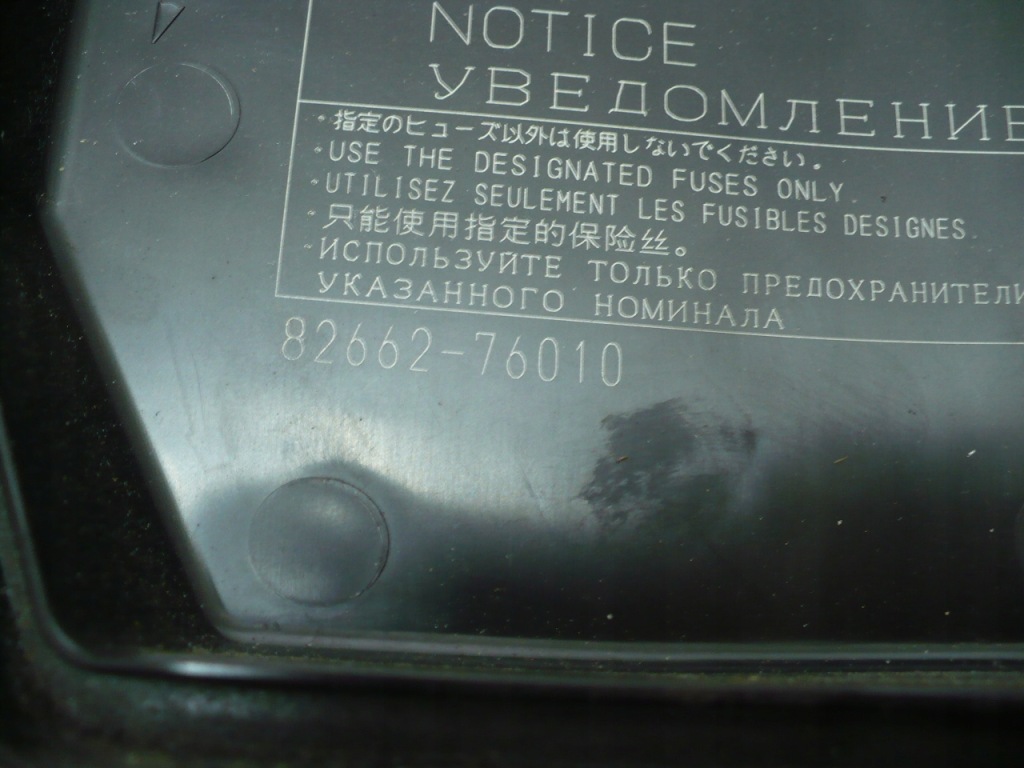 NOTICE
УВЕДОМЛЕНИЕ
・指定のヒューズ以外は使用しないでください。
・USE THE DESIGNATED FUSES ONLY.
・UTILISEZ SEULEMENT LES FUSIBLES DESIGNES.
・只能使用指定的保险丝。
・ИСПОЛЬЗУЙТЕ ТОЛЬКО ПРЕДОХРАНИТЕЛИ
УКАЗАННОГО НОМИНАЛА
82662-76010